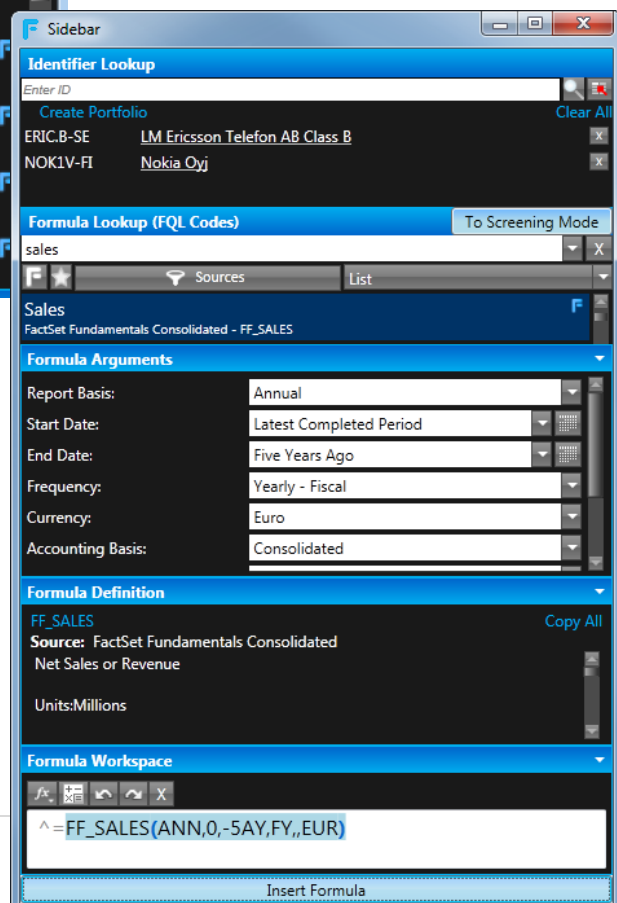 Sidebar
Identifier Lookup
Enter ID
Create Portfolio Clear All
ERIC.B-SE LM Ericsson Telefon AB Class B x
NOK1V-FI Nokia Oyj x
Formula Lookup (FQL Codes) To Screening Mode
sales X
Sources List
Sales
FactSet Fundamentals Consolidated - FF_SALES
Formula Arguments
Report Basis: Annual
Start Date: Latest Completed Period
End Date: Five Years Ago
Frequency: Yearly - Fiscal
Currency: Euro
Accounting Basis: Consolidated
Formula Definition
FF_SALES Copy All
Source: FactSet Fundamentals Consolidated
Net Sales or Revenue
Units:Millions
Formula Workspace
fx X
^=FF_SALES(ANN,0,-5AY,FY,,EUR)
Insert Formula